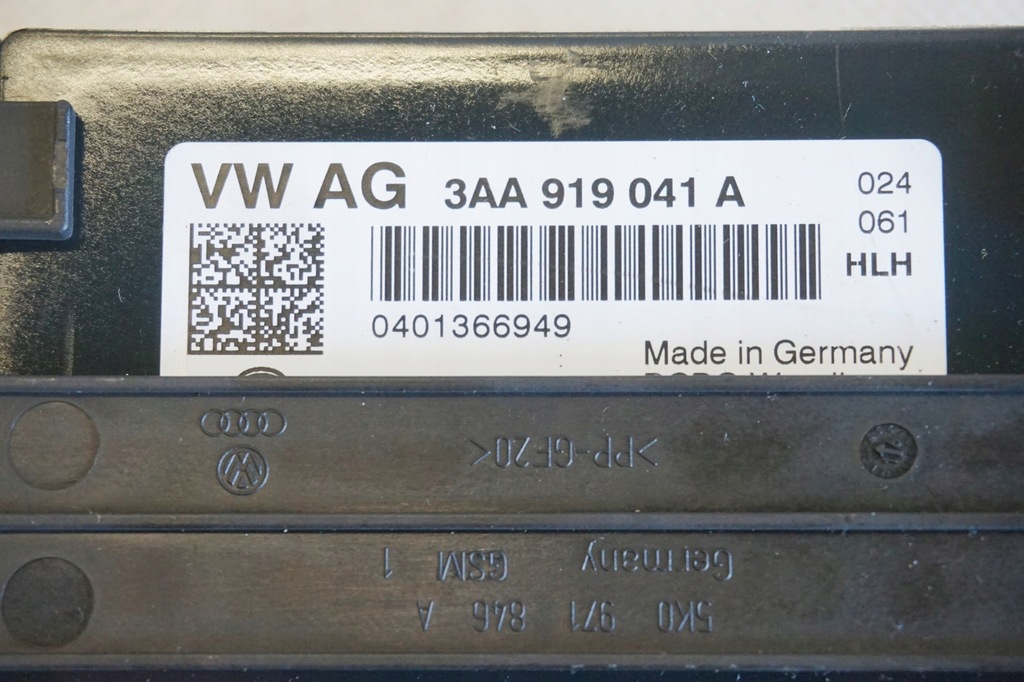 VW AG 3AA 919 041 A
024
061
HLH
0401366949
Made in Germany
>PP-GF20<
Germany GSM 1
5K0 971 846 A